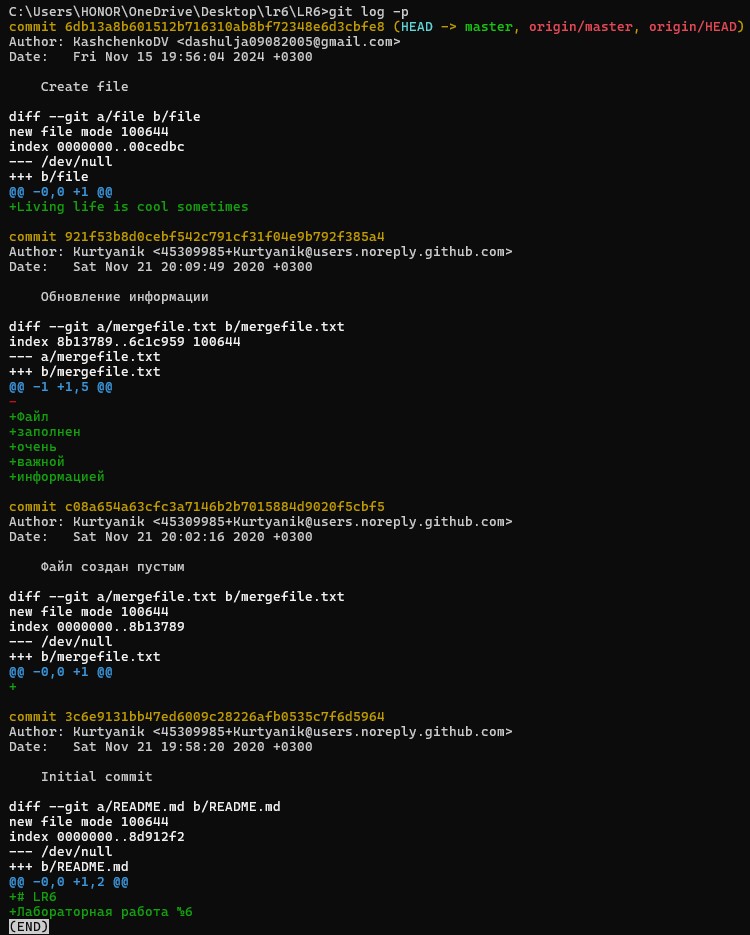 C:\Users\HONOR\OneDrive\Desktop\lr6\LR6>git log -p
commit 6db13a8b601512b716310ab8bf72348e6d3cbfe8 (HEAD -> master, origin/master, origin/HEAD)
Author: KashchenkoDV <dashulja09082005@gmail.com>
Date:   Fri Nov 15 19:56:04 2024 +0300
    Create file
diff --git a/file b/file
new file mode 100644
index 0000000..00cedbc
--- /dev/null
+++ b/file
@@ -0,0 +1 @@
+Living life is cool sometimes
commit 921f53b8d0cebf542c791cf31f04e9b792f385a4
Author: Kurtyanik <45309985+Kurtyanik@users.noreply.github.com>
Date:   Sat Nov 21 20:09:49 2020 +0300
    Обновление информации
diff --git a/mergefile.txt b/mergefile.txt
index 8b13789..6c1c959 100644
--- a/mergefile.txt
+++ b/mergefile.txt
@@ -1 +1,5 @@
-
+Файл
+заполнен
+очень
+важной
+информацией
commit c08a654a63cfc3a7146b2b7015884d9020f5cbf5
Author: Kurtyanik <45309985+Kurtyanik@users.noreply.github.com>
Date:   Sat Nov 21 20:02:16 2020 +0300
    Файл создан пустым
diff --git a/mergefile.txt b/mergefile.txt
new file mode 100644
index 0000000..8b13789
--- /dev/null
+++ b/mergefile.txt
@@ -0,0 +1 @@
+
commit 3c6e9131bb47ed6009c28226afb0535c7f6d5964
Author: Kurtyanik <45309985+Kurtyanik@users.noreply.github.com>
Date:   Sat Nov 21 19:58:20 2020 +0300
    Initial commit
diff --git a/README.md b/README.md
new file mode 100644
index 0000000..8d912f2
--- /dev/null
+++ b/README.md
@@ -0,0 +1,2 @@
+# LR6
+Лабораторная работа №6
(END)